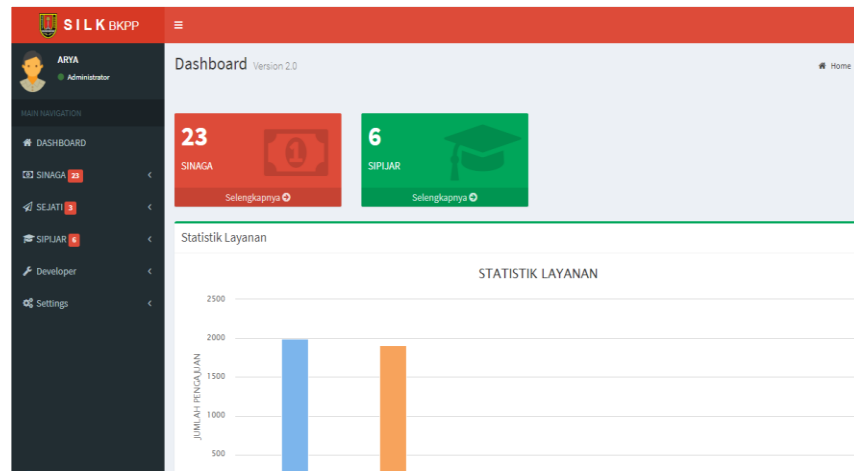 SILK BKPP
ARYA
Administrator
MAIN NAVIGATION
DASHBOARD
SINAGA 23
SEJATI 3
SIPIJAR 6
Developer
Settings
Dashboard Version 2.0
Home
23
SINAGA
Selengkapnya
6
SIPIJAR
Selengkapnya
Statistik Layanan
STATISTIK LAYANAN
JUMLAH PENGAJUAN
2500
2000
1500
1000
500